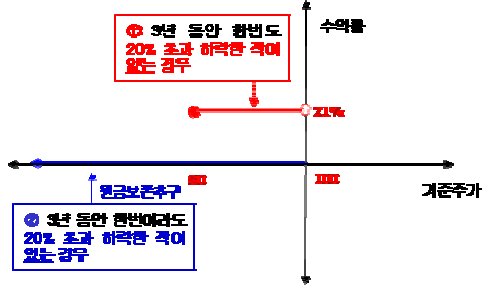 ① 3년 동안 한번도
20% 초과 하락한 적이
없는 경우
수익률
21%
원금보존추구
기준주가
② 3년 동안 한번이라도
20% 초과 하락한 적이
있는 경우